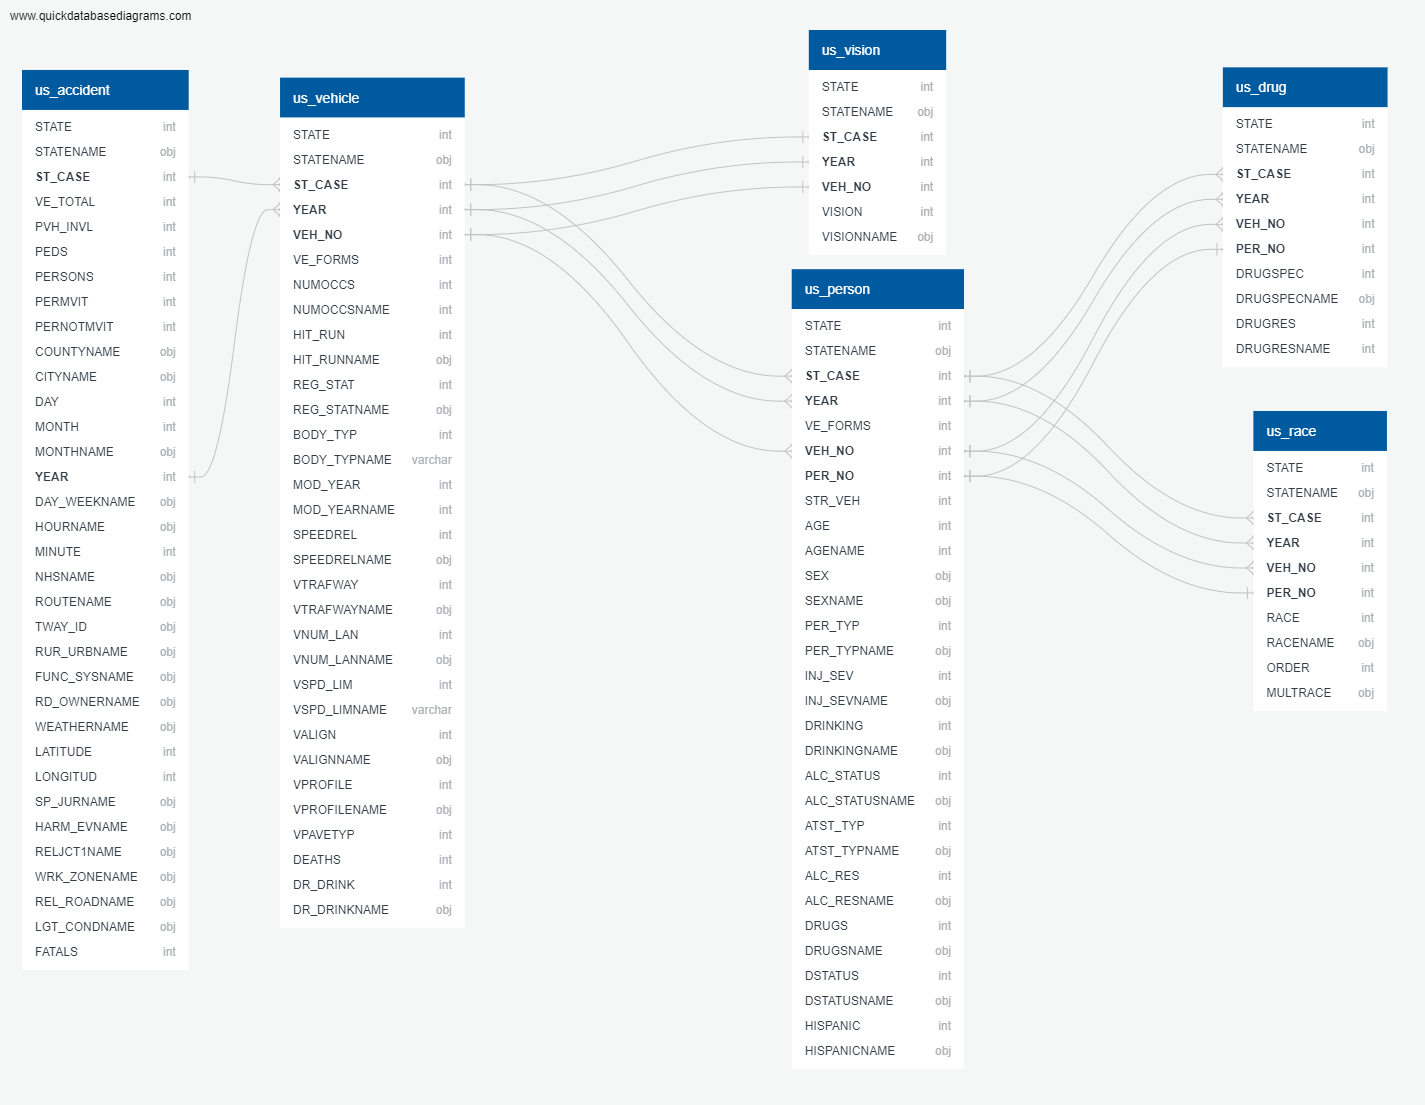 www.quickdatabasediagrams.com
us_accident
STATE int
STATENAME obj
ST_CASE int
VE_TOTAL int
PVH_INVL int
PEDS int
PERSONS int
PERMVIT int
PERNOTMVIT int
COUNTYNAME obj
CITYNAME obj
DAY int
MONTH int
MONTHNAME obj
YEAR int
DAY_WEEKNAME obj
HOURNAME obj
MINUTE int
NHSNAME obj
ROUTENAME obj
TWAY_ID obj
RUR_URBNAME obj
FUNC_SYSNAME obj
RD_OWNERNAME obj
WEATHERNAME obj
LATITUDE int
LONGITUD int
SP_JURNAME obj
HARM_EVNAME obj
RELJCT1NAME obj
WRK_ZONENAME obj
REL_ROADNAME obj
LGT_CONDNAME obj
FATALS int
us_vehicle
STATE int
STATENAME obj
ST_CASE int
YEAR int
VEH_NO int
VE_FORMS int
NUMOCCS int
NUMOCCSNAME int
HIT_RUN int
HIT_RUNNAME obj
REG_STAT int
REG_STATNAME obj
BODY_TYP int
BODY_TYPNAME varchar
MOD_YEAR int
MOD_YEARNAME int
SPEEDREL int
SPEEDRELNAME obj
VTRAFWAY int
VTRAFWAYNAME obj
VNUM_LAN int
VNUM_LANNAME obj
VSPD_LIM int
VSPD_LIMNAME varchar
VALIGN int
VALIGNNAME obj
VPROFILE int
VPROFILENAME obj
VPAVETYP int
DEATHS int
DR_DRINK int
DR_DRINKNAME obj
us_vision
STATE int
STATENAME obj
ST_CASE int
YEAR int
VEH_NO int
VISION int
VISIONNAME obj
us_person
STATE int
STATENAME obj
ST_CASE int
YEAR int
VE_FORMS int
VEH_NO int
PER_NO int
STR_VEH int
AGE int
AGENAME int
SEX obj
SEXNAME obj
PER_TYP int
PER_TYPNAME obj
INJ_SEV int
INJ_SEVNAME obj
DRINKING int
DRINKINGNAME obj
ALC_STATUS int
ALC_STATUSNAME obj
ATST_TYP int
ATST_TYPNAME obj
ALC_RES int
ALC_RESNAME obj
DRUGS int
DRUGSNAME obj
DSTATUS int
DSTATUSNAME obj
HISPANIC int
HISPANICNAME obj
us_drug
STATE int
STATENAME obj
ST_CASE int
YEAR int
VEH_NO int
PER_NO int
DRUGSPEC int
DRUGSPECNAME obj
DRUGRES int
DRUGRESNAME int
us_race
STATE int
STATENAME obj
ST_CASE int
YEAR int
VEH_NO int
PER_NO int
RACE int
RACENAME obj
ORDER int
MULTRACE obj